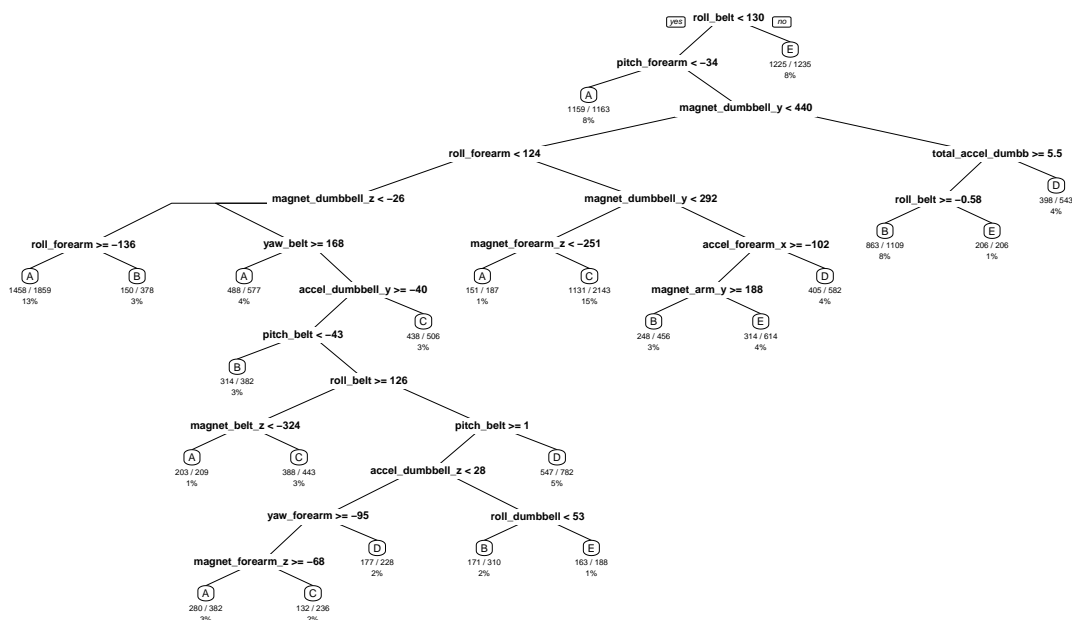 yes roll_belt < 130 no
E
1225 / 1235
8%
pitch_forearm < −34
A
1159 / 1163
8%
magnet_dumbbell_y < 440
roll_forearm < 124
total_accel_dumbb >= 5.5
magnet_dumbbell_z < −26
magnet_dumbbell_y < 292
roll_belt >= −0.58
D
398 / 543
4%
B
863 / 1109
8%
E
206 / 206
1%
roll_forearm >= −136
yaw_belt >= 168
magnet_forearm_z < −251
accel_forearm_x >= −102
A
1458 / 1859
13%
B
150 / 378
3%
A
488 / 577
4%
accel_dumbbell_y >= −40
A
151 / 187
1%
C
1131 / 2143
15%
magnet_arm_y >= 188
D
405 / 582
4%
pitch_belt < −43
C
438 / 506
3%
B
248 / 456
3%
E
314 / 614
4%
B
314 / 382
3%
roll_belt >= 126
magnet_belt_z < −324
pitch_belt >= 1
A
203 / 209
1%
C
388 / 443
3%
accel_dumbbell_z < 28
D
547 / 782
5%
yaw_forearm >= −95
roll_dumbbell < 53
magnet_forearm_z >= −68
D
177 / 228
2%
B
171 / 310
2%
E
163 / 188
1%
A
280 / 382
3%
C
132 / 236
2%